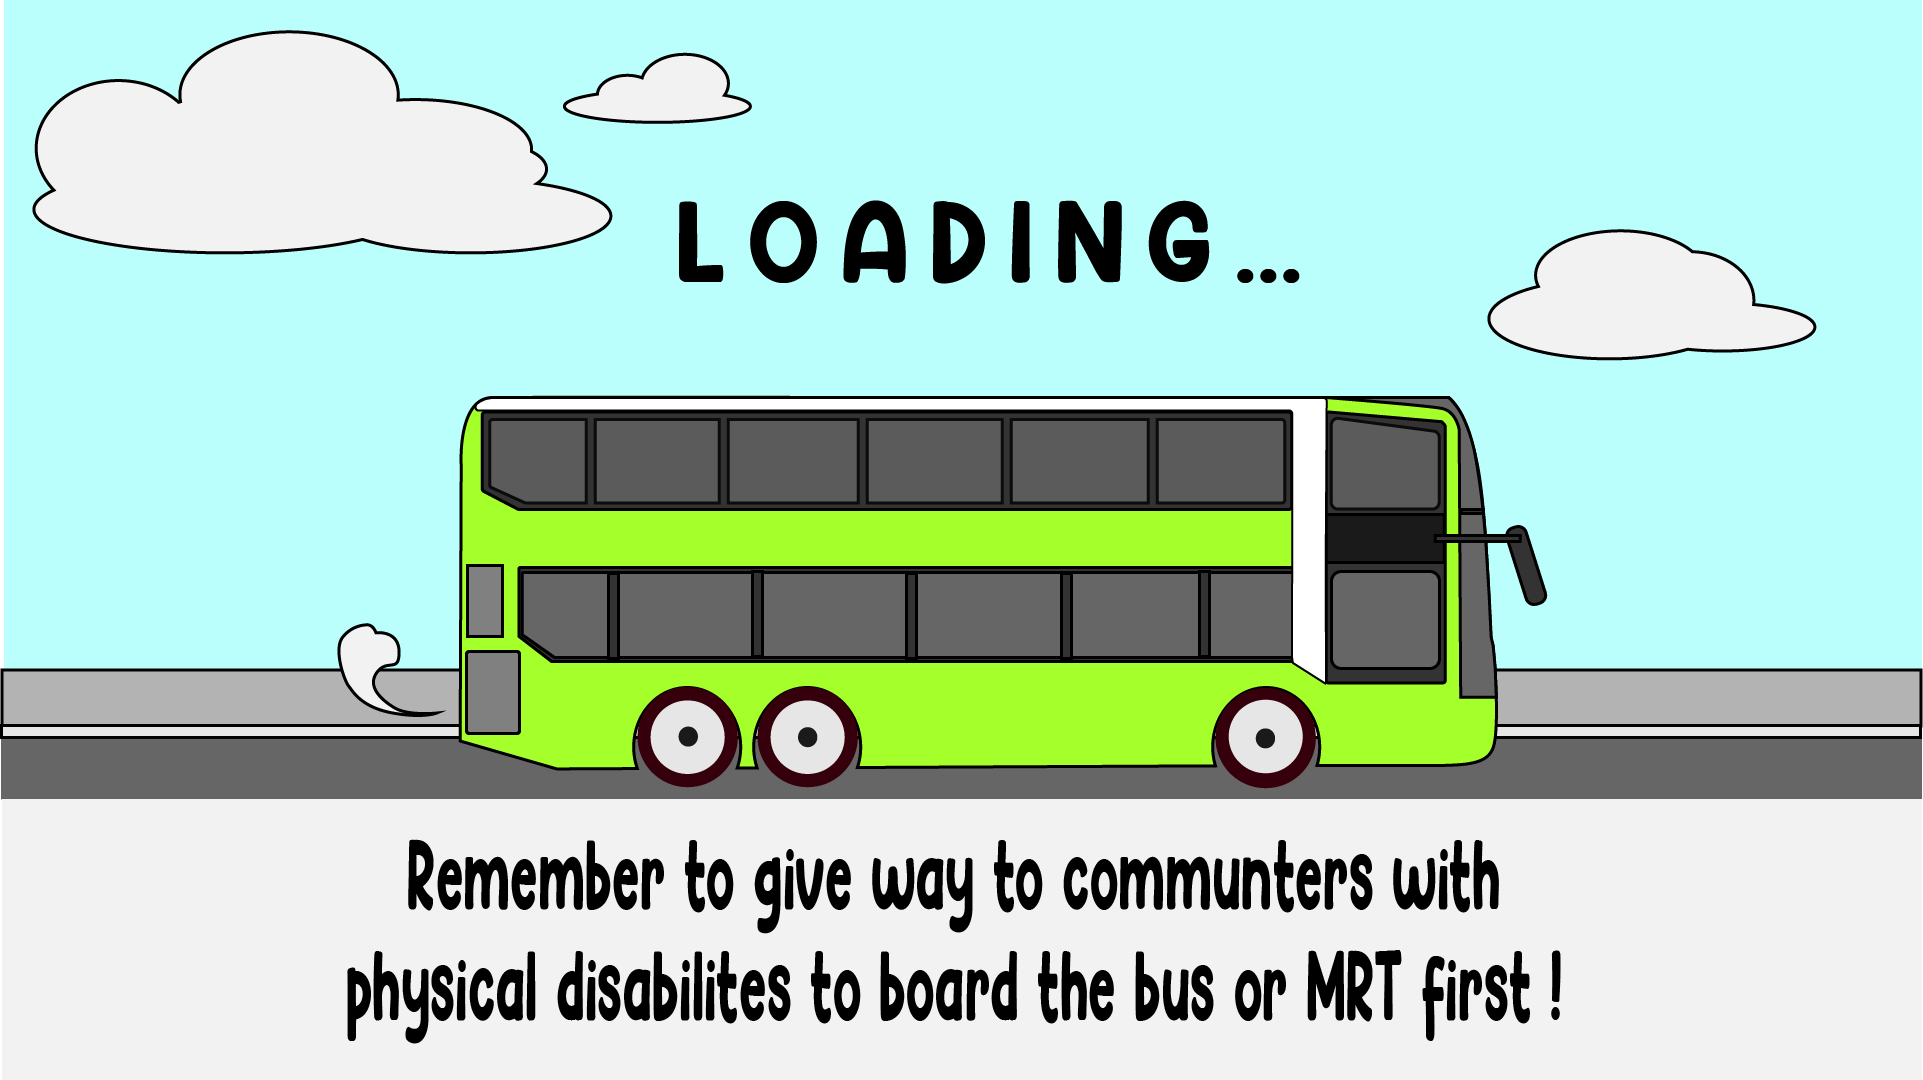 LOADING...
Remember to give way to communters with
physical disabilites to board the bus or MRT first !